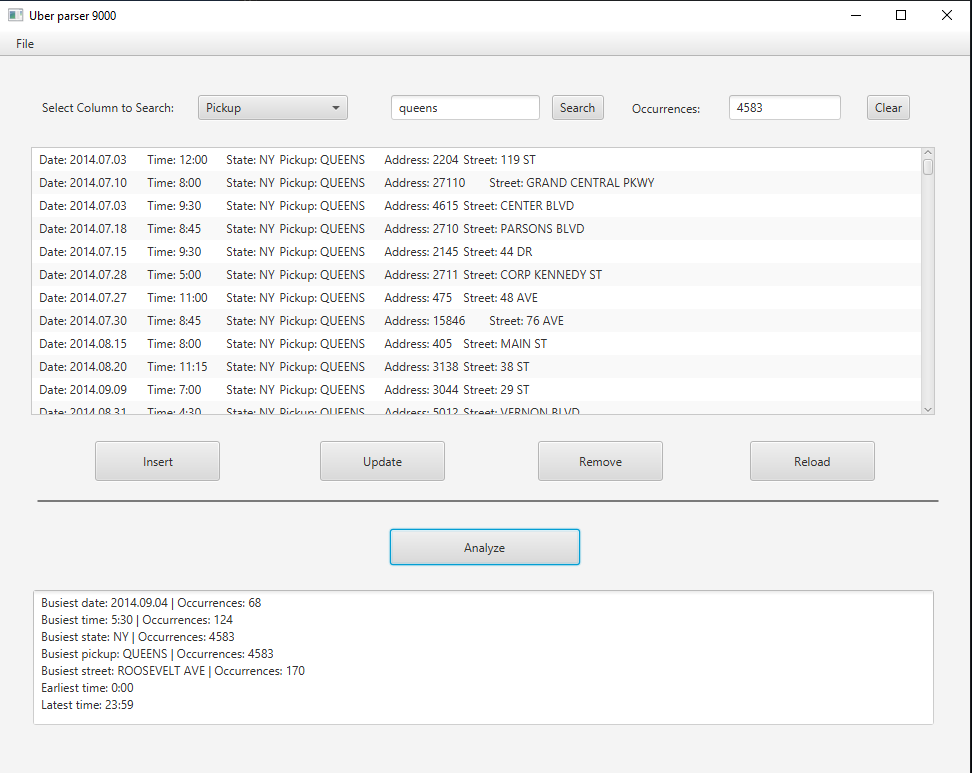 Uber parser 9000
File
Select Column to Search: Pickup queens Search Occurrences: 4583 Clear
Date: 2014.07.03 Time: 12:00 State: NY Pickup: QUEENS Address: 2204 Street: 119 ST
Date: 2014.07.10 Time: 8:00 State: NY Pickup: QUEENS Address: 27110 Street: GRAND CENTRAL PKWY
Date: 2014.07.03 Time: 9:30 State: NY Pickup: QUEENS Address: 4615 Street: CENTER BLVD
Date: 2014.07.18 Time: 8:45 State: NY Pickup: QUEENS Address: 2710 Street: PARSONS BLVD
Date: 2014.07.15 Time: 9:30 State: NY Pickup: QUEENS Address: 2145 Street: 44 DR
Date: 2014.07.28 Time: 5:00 State: NY Pickup: QUEENS Address: 2711 Street: CORP KENNEDY ST
Date: 2014.07.27 Time: 11:00 State: NY Pickup: QUEENS Address: 475 Street: 48 AVE
Date: 2014.07.30 Time: 8:45 State: NY Pickup: QUEENS Address: 15846 Street: 76 AVE
Date: 2014.08.15 Time: 8:00 State: NY Pickup: QUEENS Address: 405 Street: MAIN ST
Date: 2014.08.20 Time: 11:15 State: NY Pickup: QUEENS Address: 3138 Street: 38 ST
Date: 2014.09.09 Time: 7:00 State: NY Pickup: QUEENS Address: 3044 Street: 29 ST
Date: 2014.08.31 Time: 4:30 State: NY Pickup: QUEENS Address: 5012 Street: VERNON BLVD
Insert Update Remove Reload
Analyze
Busiest date: 2014.09.04 | Occurrences: 68
Busiest time: 5:30 | Occurrences: 124
Busiest state: NY | Occurrences: 4583
Busiest pickup: QUEENS | Occurrences: 4583
Busiest street: ROOSEVELT AVE | Occurrences: 170
Earliest time: 0:00
Latest time: 23:59